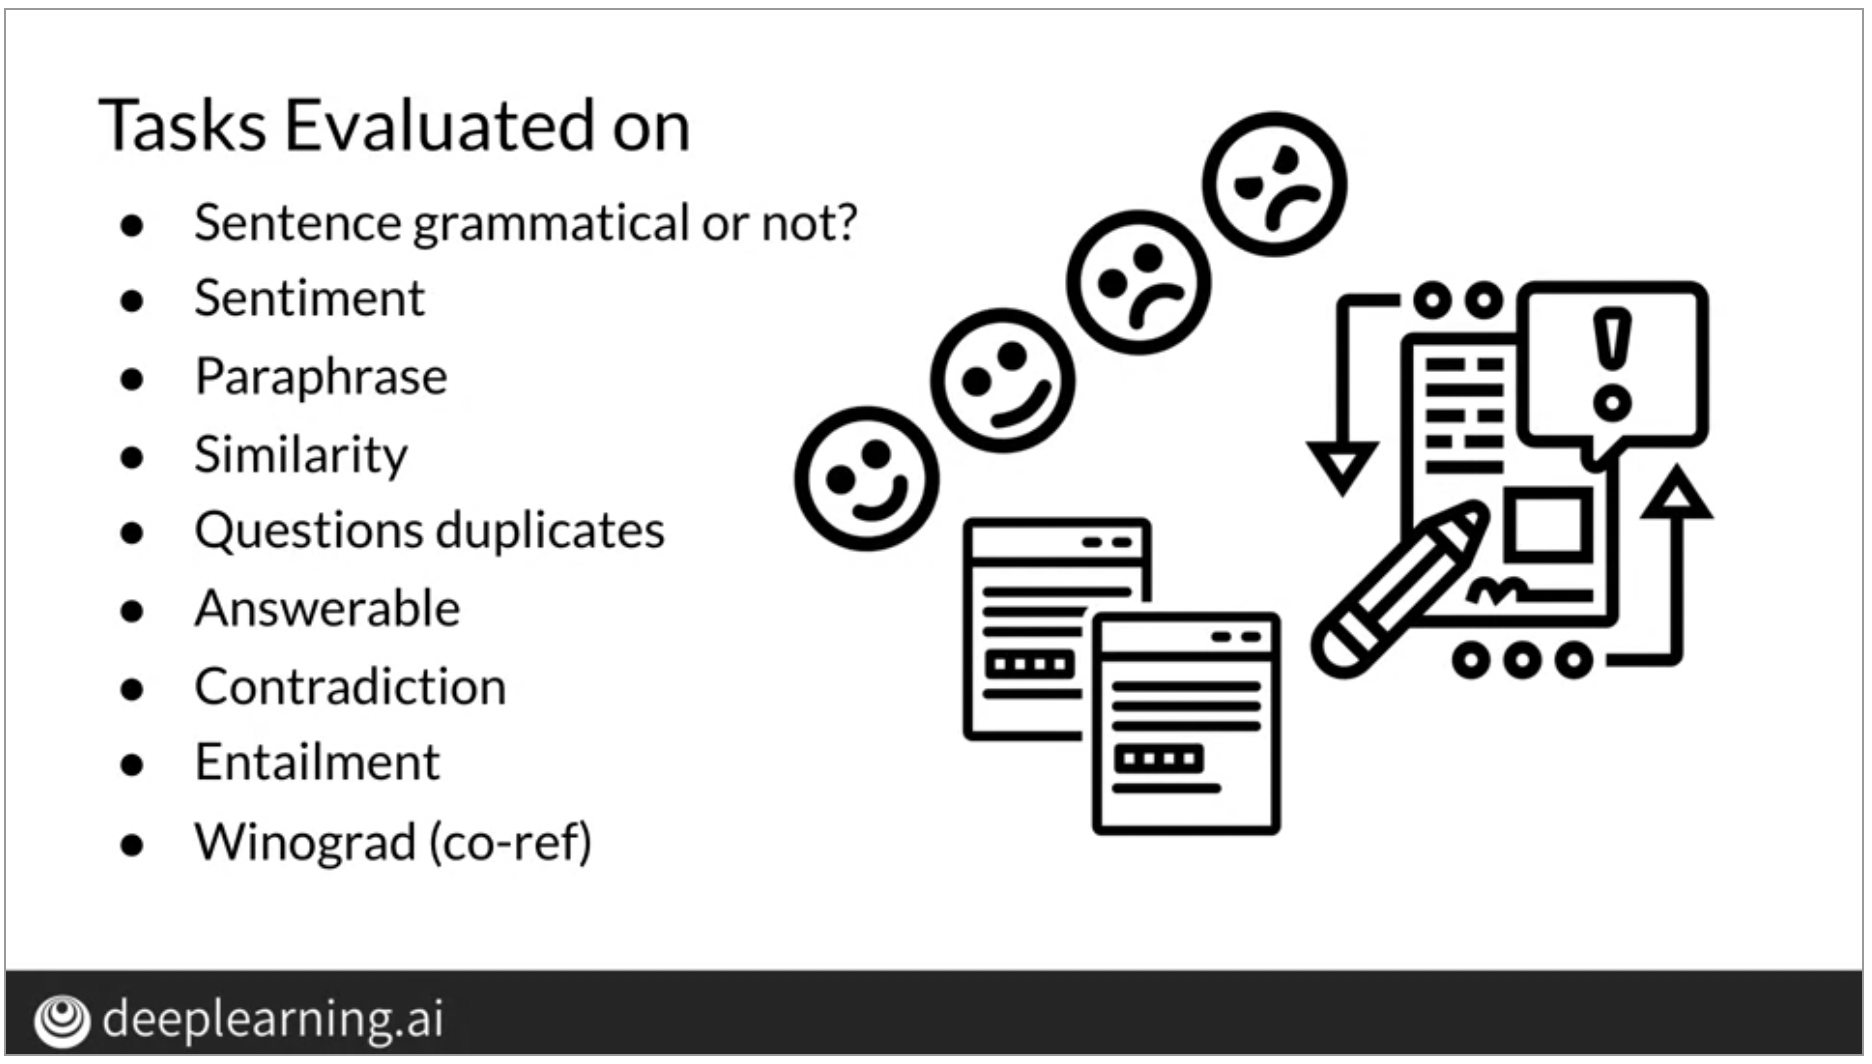 Tasks Evaluated on
● Sentence grammatical or not?
● Sentiment
● Paraphrase
● Similarity
● Questions duplicates
● Answerable
● Contradiction
● Entailment
● Winograd (co-ref)
!
deeplearning.ai